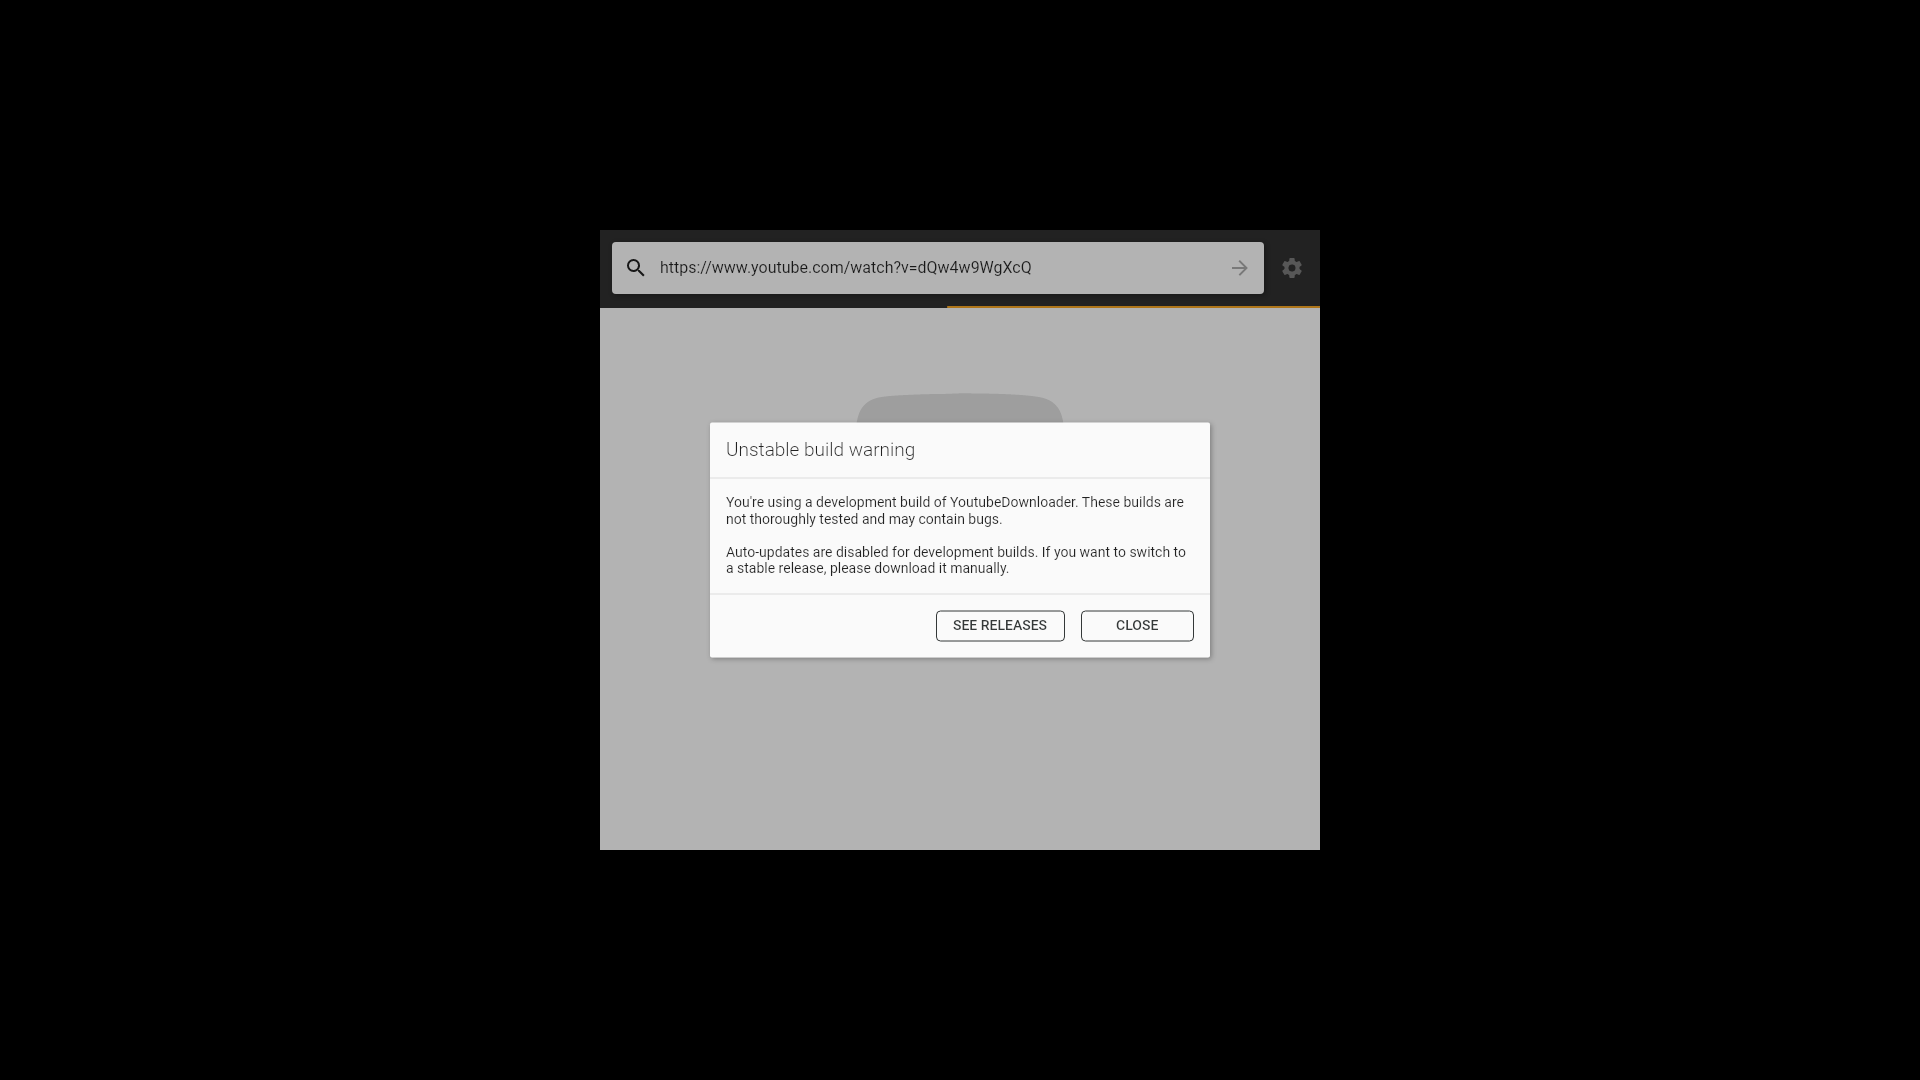 https://www.youtube.com/watch?v=dQw4w9WgXcQ
Unstable build warning
You're using a development build of YoutubeDownloader. These builds are
not thoroughly tested and may contain bugs.
Auto-updates are disabled for development builds. If you want to switch to
a stable release, please download it manually.
SEE RELEASES
CLOSE